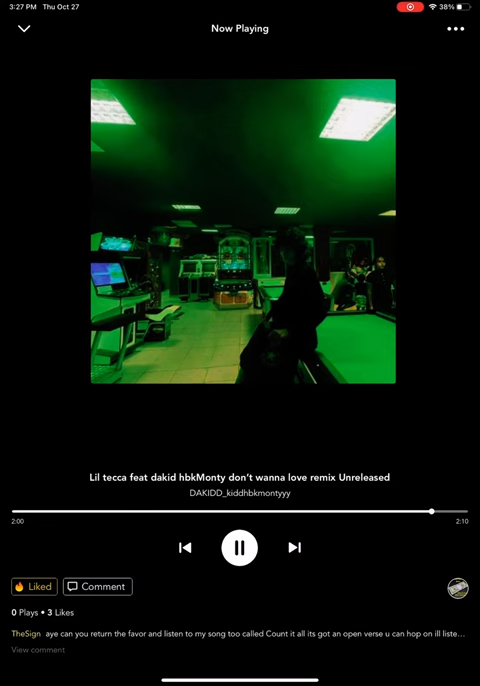 3:27 PM Thu Oct 27
38%
Now Playing
Lil tecca feat dakid hbkMonty don't wanna love remix Unreleased
DAKIDD_kiddhbkmontyyy
2:00
2:10
Liked
Comment
0 Plays • 3 Likes
TheSign aye can you return the favor and listen to my song too called Count it all its got an open verse u can hop on ill liste...
View comment